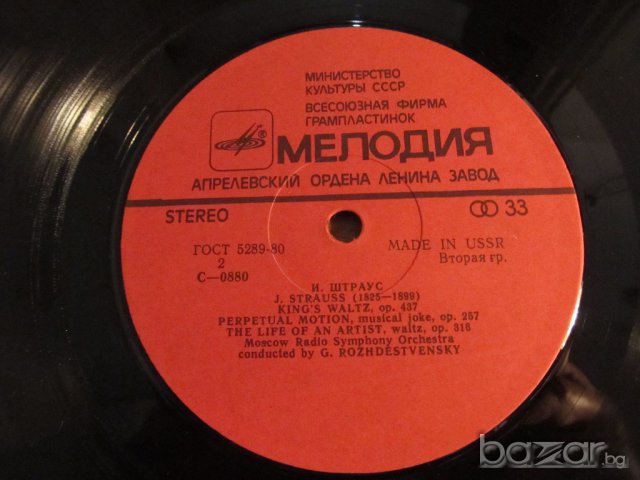 МИНИСТЕРСТВО
КУЛЬТУРЫ СССР
ВСЕСОЮЗНАЯ ФИРМА
ГРАМПЛАСТИНОК
МЕЛОДИЯ
АПРЕЛЕВСКИЙ ОРДЕНА ЛЕНИНА ЗАВОД
STEREO
33
ГОСТ 5289-80
MADE IN USSR
2
Вторая гр.
С—0880
И. ШТРАУС
J. STRAUSS (1825—1899)
KING'S WALTZ, op. 437
PERPETUAL MOTION, musical joke, op. 257
THE LIFE OF AN ARTIST, waltz, op. 316
Moscow Radio Symphony Orchestra
conducted by G. ROZHDESTVENSKY
bazar.bg